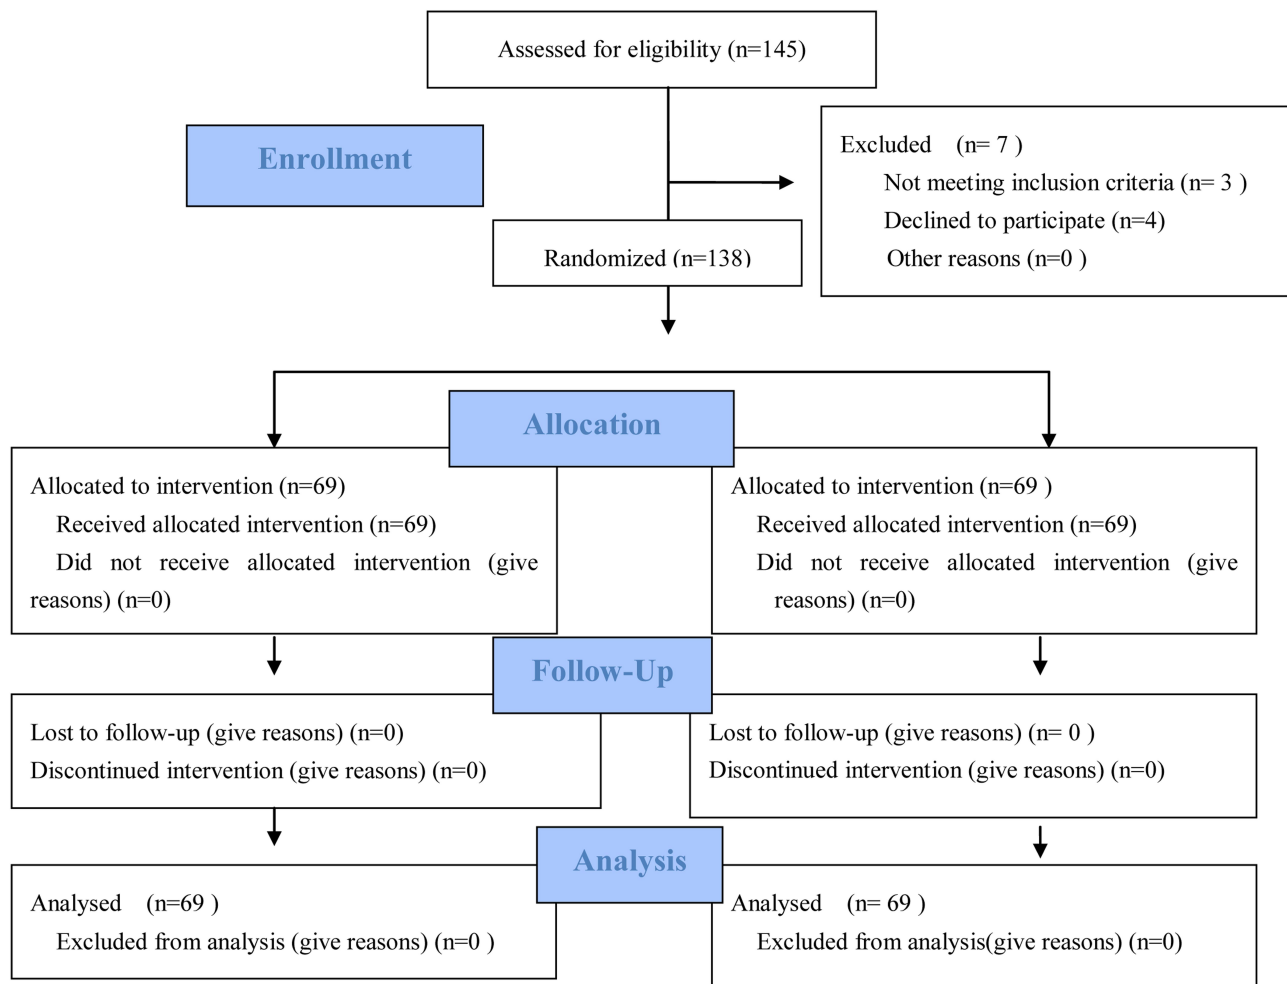 Assessed for eligibility (n=145)
Enrollment
Excluded (n= 7 )
Not meeting inclusion criteria (n= 3 )
Declined to participate (n=4)
Other reasons (n=0 )
Randomized (n=138)
Allocation
Allocated to intervention (n=69)
Received allocated intervention (n=69)
Did not receive allocated intervention (give
reasons) (n=0)
Allocated to intervention (n=69 )
Received allocated intervention (n=69)
Did not receive allocated intervention (give
reasons) (n=0)
Follow-Up
Lost to follow-up (give reasons) (n=0)
Discontinued intervention (give reasons) (n=0)
Lost to follow-up (give reasons) (n= 0 )
Discontinued intervention (give reasons) (n=0)
Analysis
Analysed (n=69 )
Excluded from analysis (give reasons) (n=0 )
Analysed (n= 69 )
Excluded from analysis(give reasons) (n=0)